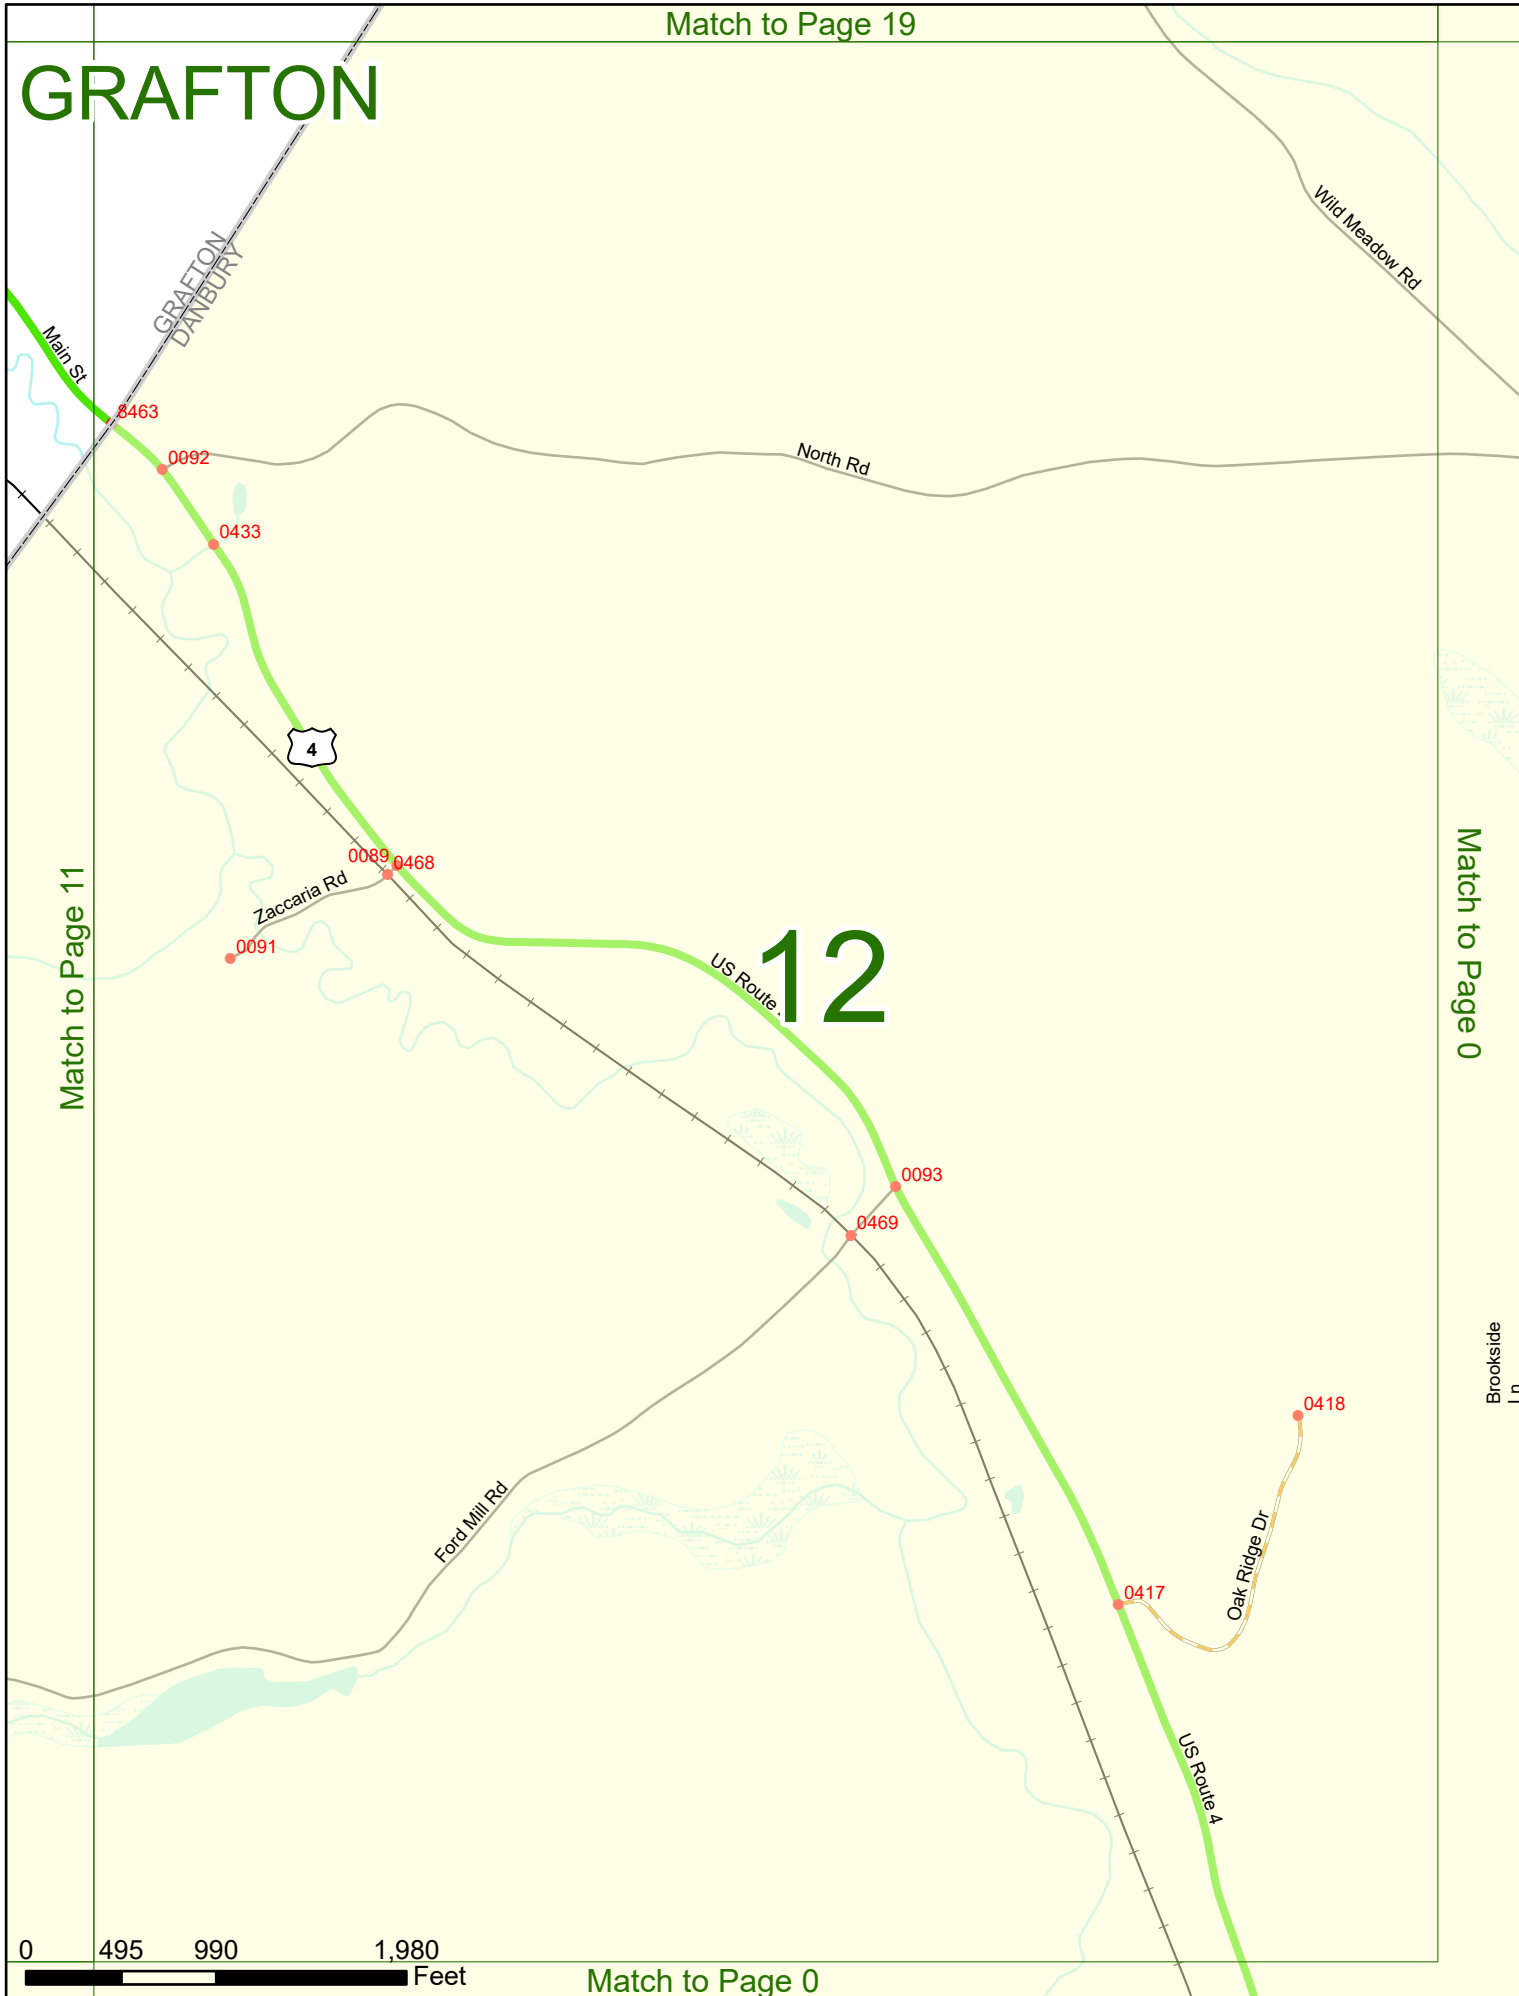 Match to Page 19
GRAFTON
Wild Meadow Rd
GRAFTON
DANBURY
Main St
8463
0092
North Rd
0433
4
0089
0468
Zaccaria Rd
0091
Match to Page 11
US Route
12
Match to Page 0
0093
0469
Brookside
Ln
0418
Ford Mill Rd
Oak Ridge Dr
0417
US Route 4
0 495 990 1,980
Feet
Match to Page 0